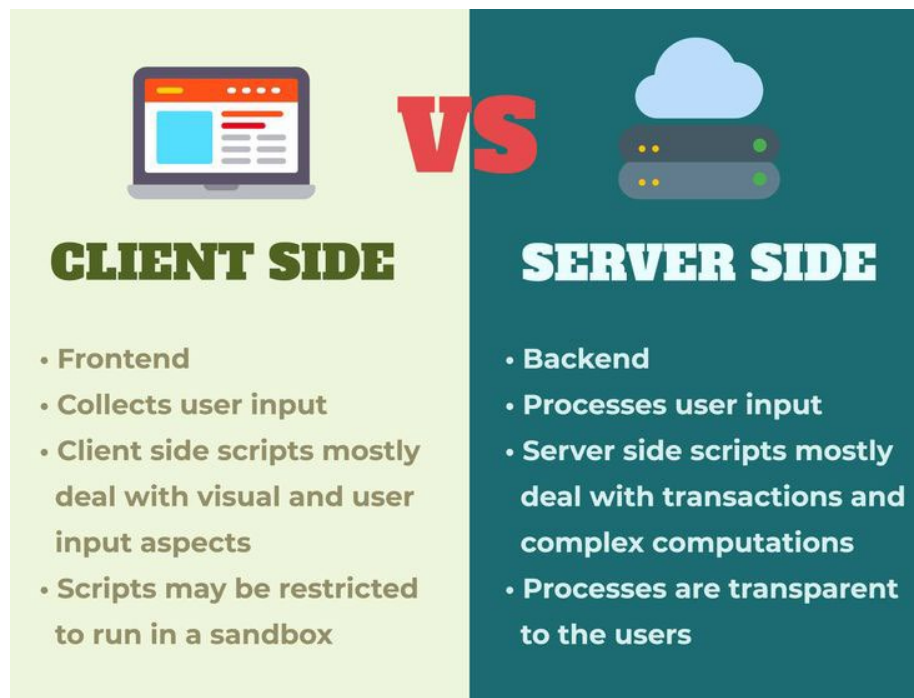 VS
CLIENT SIDE
• Frontend
• Collects user input
• Client side scripts mostly
deal with visual and user
input aspects
• Scripts may be restricted
to run in a sandbox
SERVER SIDE
• Backend
• Processes user input
• Server side scripts mostly
deal with transactions and
complex computations
• Processes are transparent
to the users